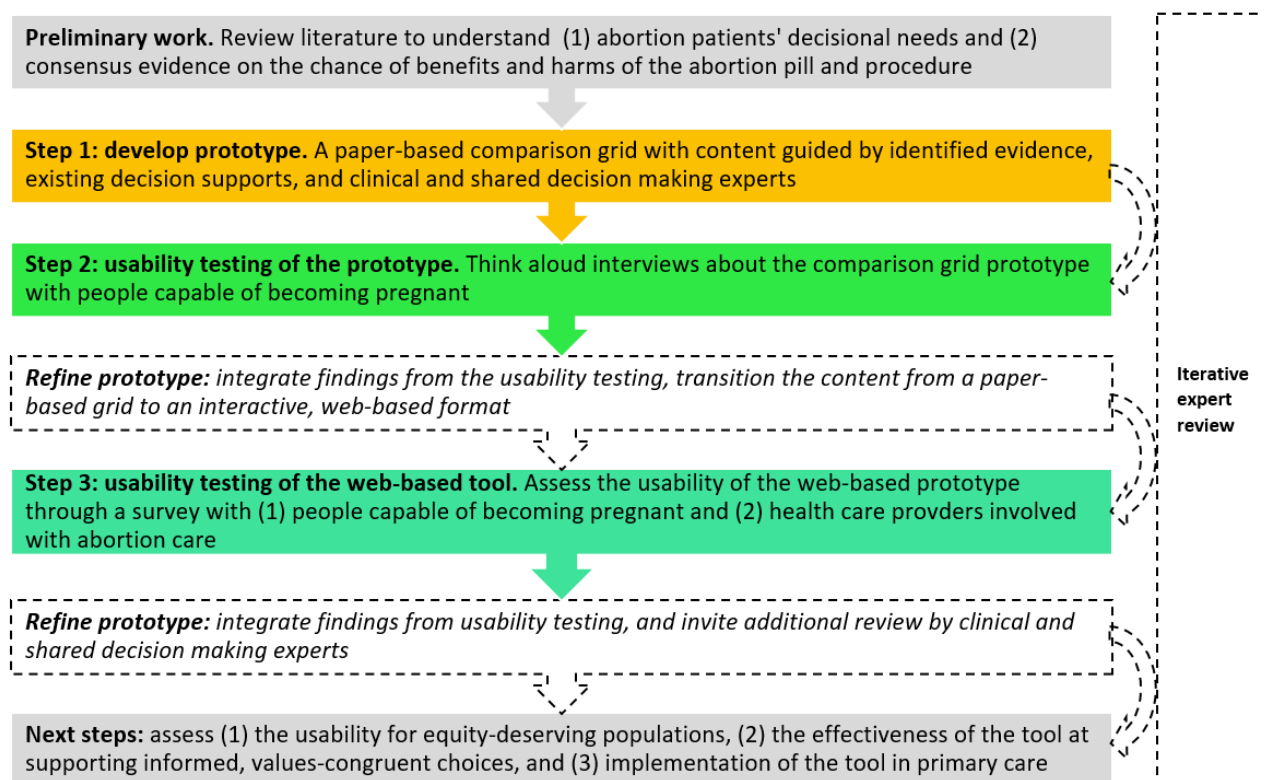 Preliminary work. Review literature to understand (1) abortion patients' decisional needs and (2)
consensus evidence on the chance of benefits and harms of the abortion pill and procedure
Step 1: develop prototype. A paper-based comparison grid with content guided by identified evidence,
existing decision supports, and clinical and shared decision making experts
Step 2: usability testing of the prototype. Think aloud interviews about the comparison grid prototype
with people capable of becoming pregnant
Refine prototype: integrate findings from the usability testing, transition the content from a paper-
based grid to an interactive, web-based format
Iterative
expert
review
Step 3: usability testing of the web-based tool. Assess the usability of the web-based prototype
through a survey with (1) people capable of becoming pregnant and (2) health care provders involved
with abortion care
Refine prototype: integrate findings from usability testing, and invite additional review by clinical and
shared decision making experts
Next steps: assess (1) the usability for equity-deserving populations, (2) the effectiveness of the tool at
supporting informed, values-congruent choices, and (3) implementation of the tool in primary care